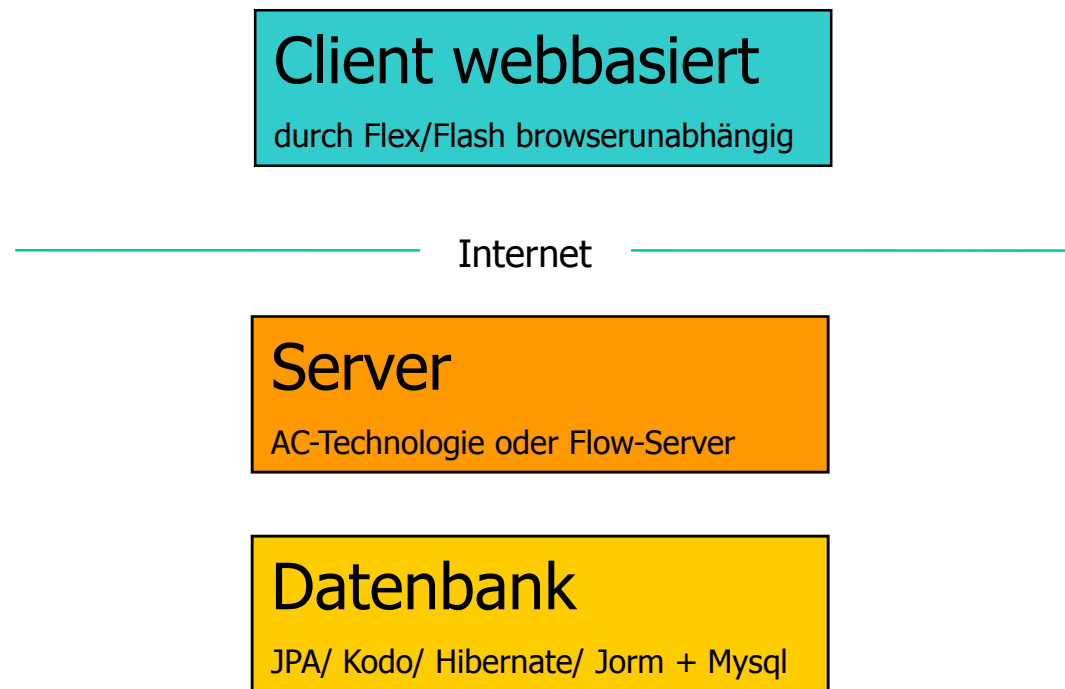 Client webbasiert
durch Flex/Flash browserunabhängig
Internet
Server
AC-Technologie oder Flow-Server
Datenbank
JPA/ Kodo/ Hibernate/ Jorm + Mysql